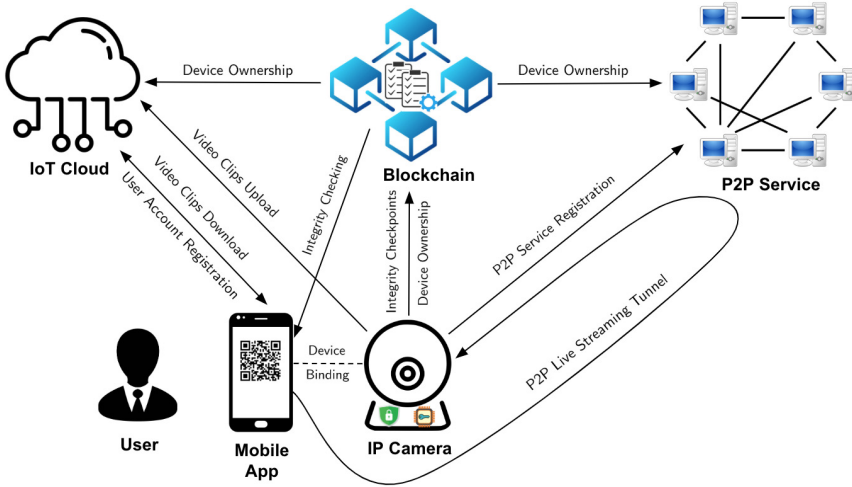 Device Ownership
Device Ownership
IoT Cloud
Blockchain
P2P Service
Video Clips Upload
Video Clips Download
User Account Registration
Integrity Checking
Integrity Checkpoints
Device Ownership
P2P Service Registration
P2P Live Streaming Tunnel
Device
Binding
User
Mobile
App
IP Camera